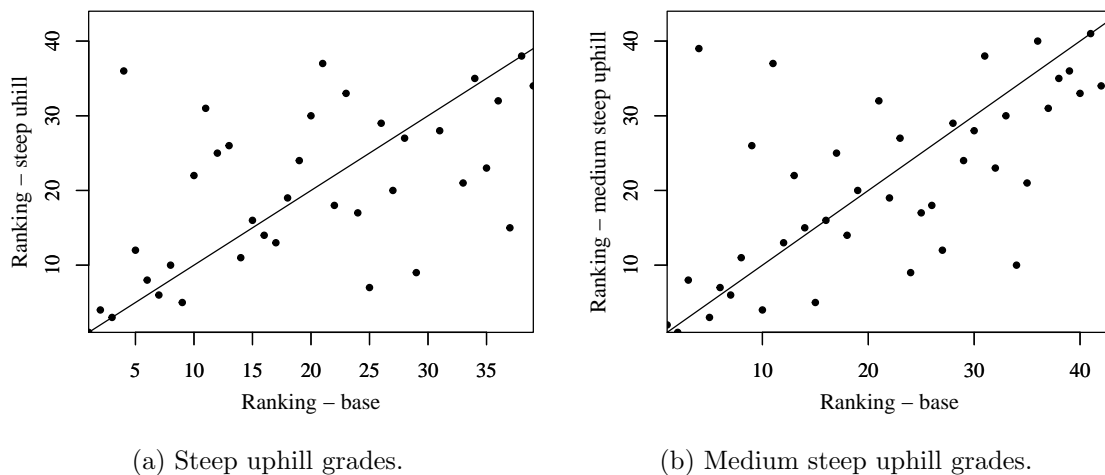 40
30
20
10
Ranking – steep uhill
5 10 15 20 25 30 35
Ranking – base
(a) Steep uphill grades.
40
30
20
10
Ranking – medium steep uphill
10 20 30 40
Ranking – base
(b) Medium steep uphill grades.